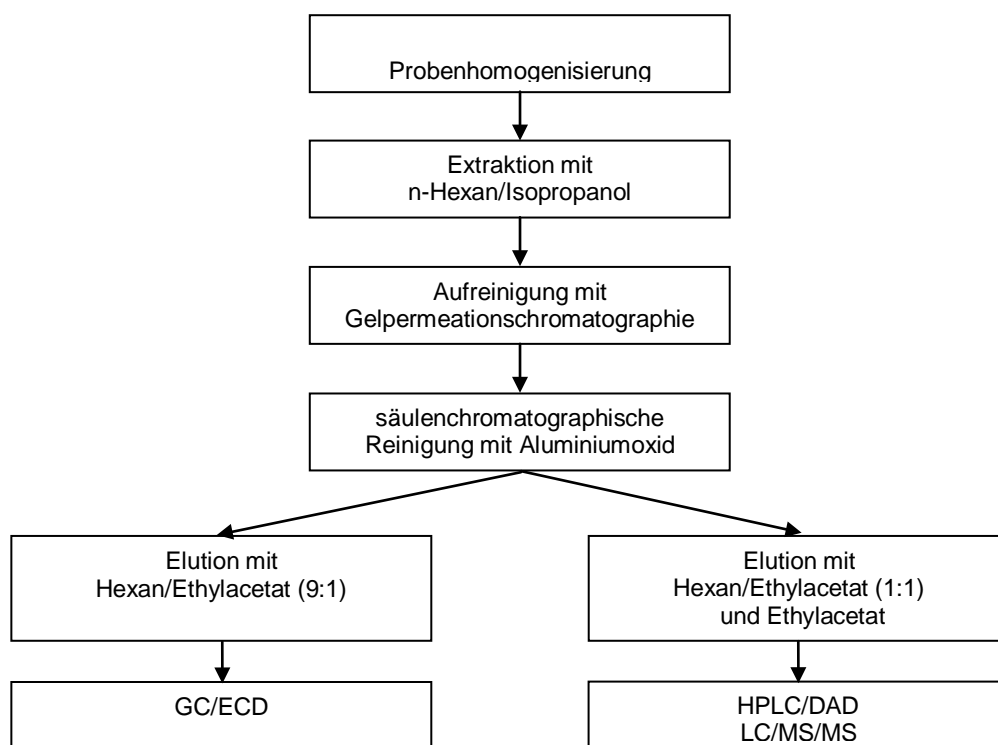 Probenhomogenisierung
Extraktion mit
n-Hexan/Isopropanol
Aufreinigung mit
Gelpermeationschromatographie
säulenchromatographische
Reinigung mit Aluminiumoxid
Elution mit
Hexan/Ethylacetat (9:1)
Elution mit
Hexan/Ethylacetat (1:1)
und Ethylacetat
GC/ECD
HPLC/DAD
LC/MS/MS